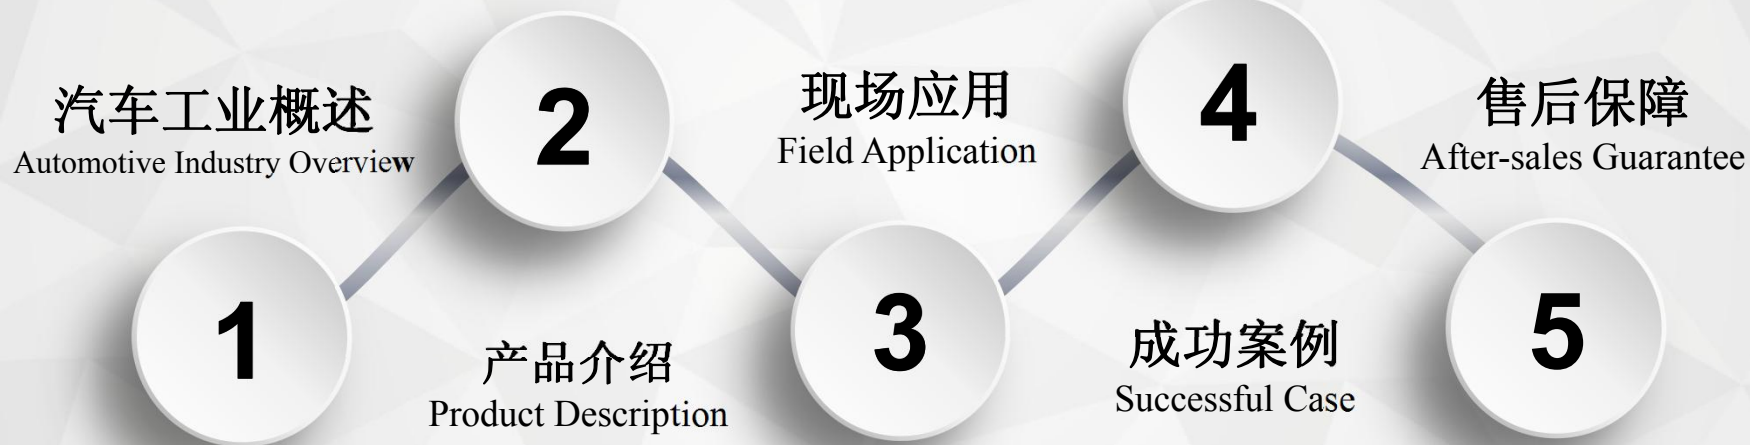 汽车工业概述
Automotive Industry Overview
1
2
产品介绍
Product Description
现场应用
Field Application
3
4
成功案例
Successful Case
售后保障
After-sales Guarantee
5